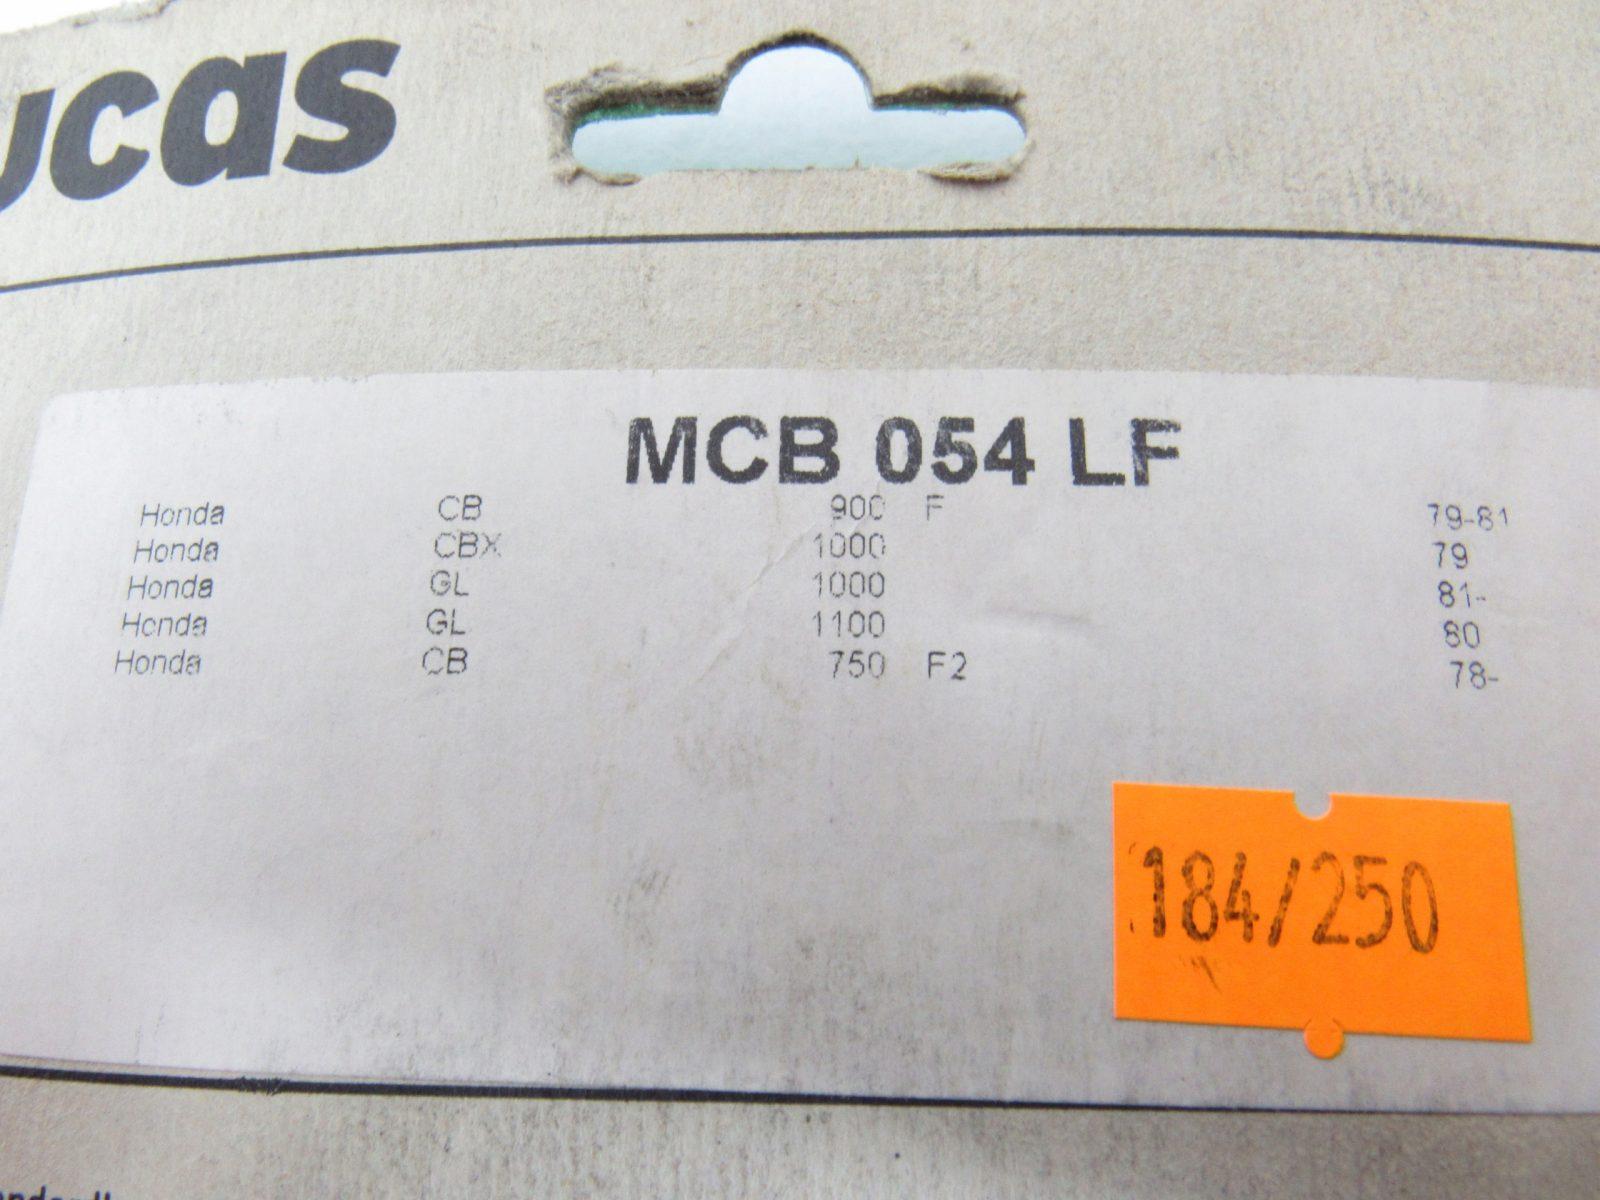 ucas
MCB 054 LF
Honda CB 900 F 79-81
Honda CBX 1000 79
Honda GL 1000 81-
Honda GL 1100 80
Honda CB 750 F2 78-
184/250